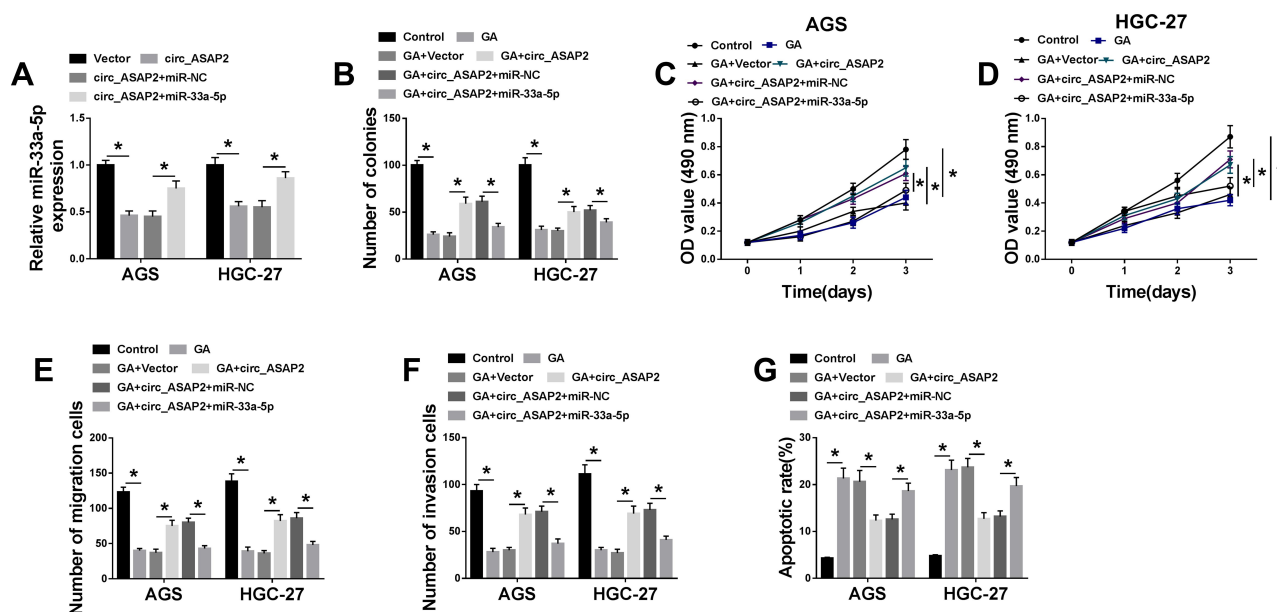 A
Vector circ_ASAP2
circ_ASAP2+miR-NC
circ_ASAP2+miR-33a-5p
Relative miR-33a-5p
expression
1.5
1.0
0.5
0.0
AGS HGC-27
*
*
*
*
B
Control GA
GA+Vector GA+circ_ASAP2
GA+circ_ASAP2+miR-NC
GA+circ_ASAP2+miR-33a-5p
Number of colonies
150
100
50
0
AGS HGC-27
*
*
*
*
*
*
C
AGS
Control GA
GA+Vector GA+circ_ASAP2
GA+circ_ASAP2+miR-NC
GA+circ_ASAP2+miR-33a-5p
OD value (490 nm)
1.0
0.8
0.6
0.4
0.2
0.0
0 1 2 3
Time(days)
*
*
*
D
HGC-27
Control GA
GA+Vector GA+circ_ASAP2
GA+circ_ASAP2+miR-NC
GA+circ_ASAP2+miR-33a-5p
OD value (490 nm)
1.0
0.8
0.6
0.4
0.2
0.0
0 1 2 3
Time(days)
*
*
E
Control GA
GA+Vector GA+circ_ASAP2
GA+circ_ASAP2+miR-NC
GA+circ_ASAP2+miR-33a-5p
Number of migration cells
200
150
100
50
0
AGS HGC-27
*
*
*
*
*
*
F
Control GA
GA+Vector GA+circ_ASAP2
GA+circ_ASAP2+miR-NC
GA+circ_ASAP2+miR-33a-5p
Number of invasion cells
150
100
50
0
AGS HGC-27
*
*
*
*
*
*
G
Control GA
GA+Vector GA+circ_ASAP2
GA+circ_ASAP2+miR-NC
GA+circ_ASAP2+miR-33a-5p
Apoptotic rate(%)
30
20
10
0
AGS HGC-27
*
*
*
*
*
*